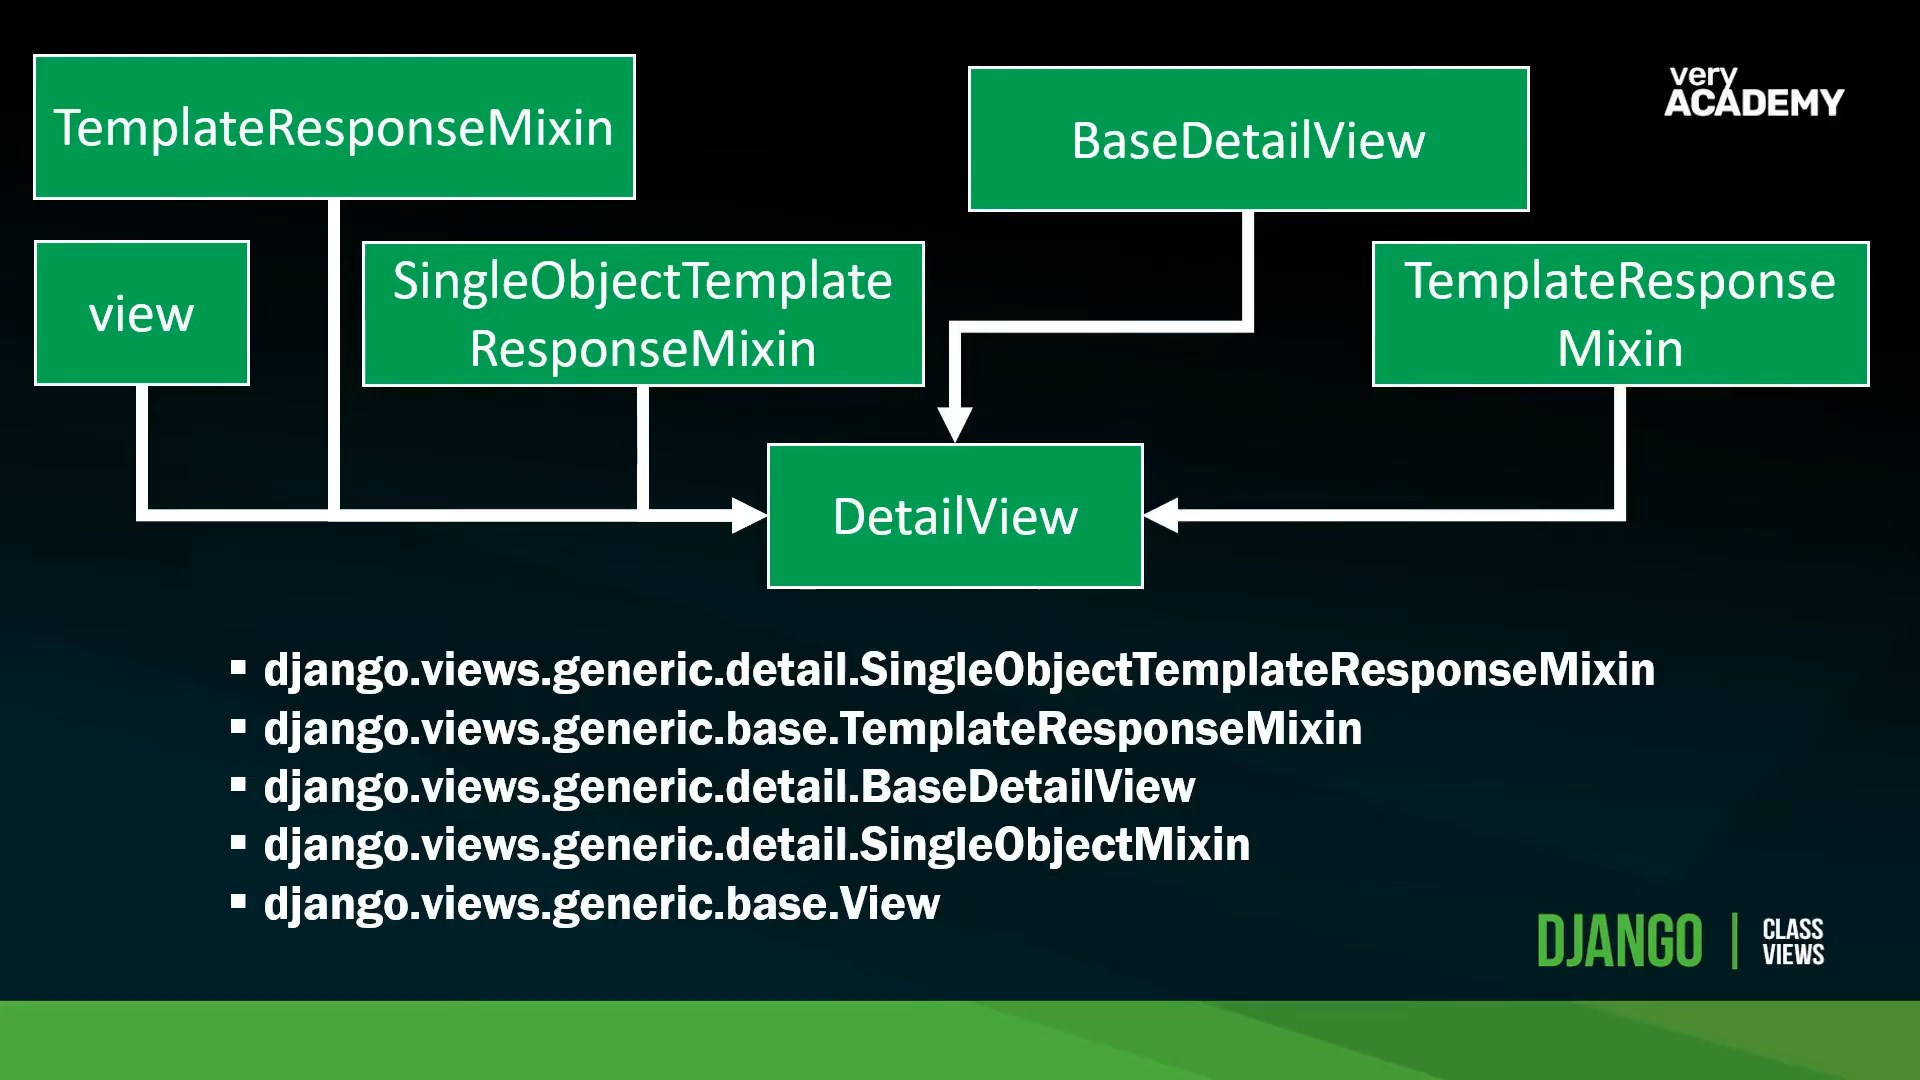 TemplateResponseMixin
BaseDetailView
very
ACADEMY
view
SingleObjectTemplate
ResponseMixin
TemplateResponse
Mixin
DetailView
▪ django.views.generic.detail.SingleObjectTemplateResponseMixin
▪ django.views.generic.base.TemplateResponseMixin
▪ django.views.generic.detail.BaseDetailView
▪ django.views.generic.detail.SingleObjectMixin
▪ django.views.generic.base.View
DJANGO | CLASS
VIEWS